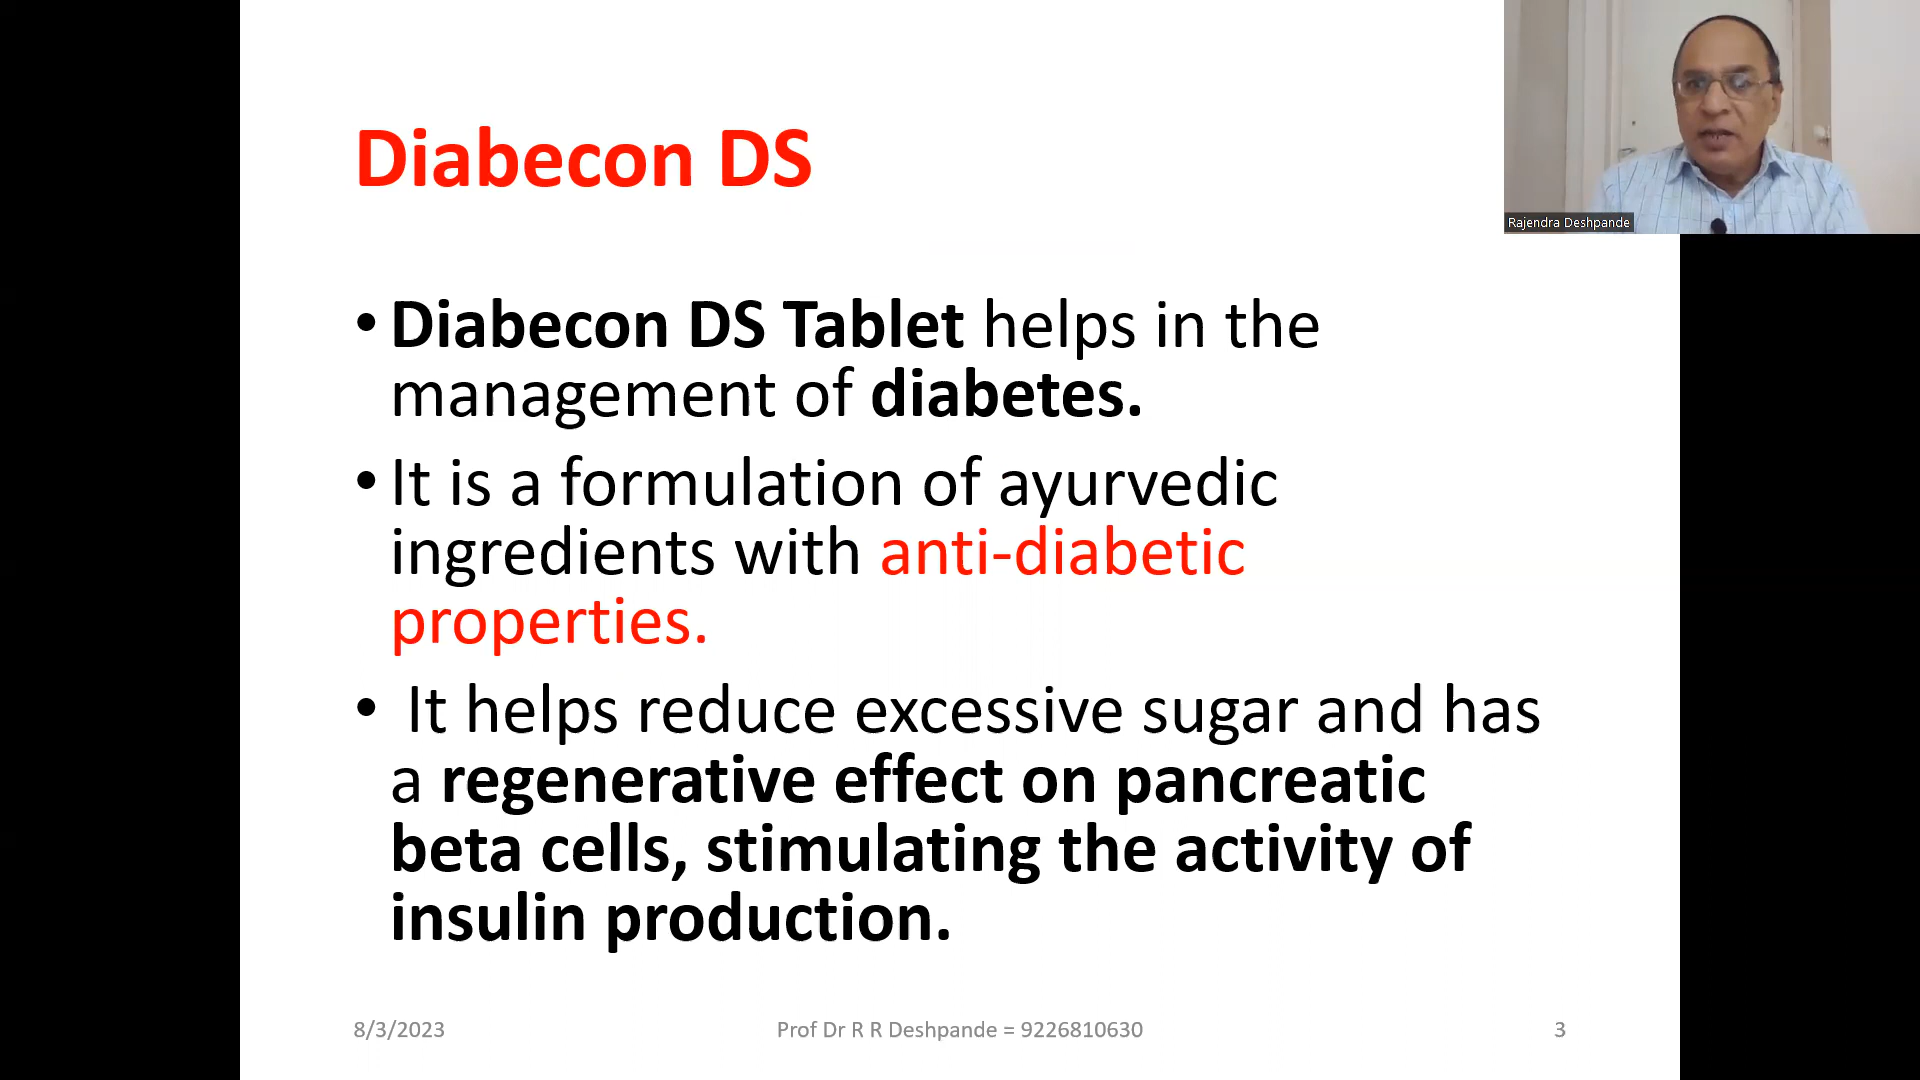 Diabecon DS
Rajendra Deshpande
• Diabecon DS Tablet helps in the
management of diabetes.
• It is a formulation of ayurvedic
ingredients with anti-diabetic
properties.
• It helps reduce excessive sugar and has
a regenerative effect on pancreatic
beta cells, stimulating the activity of
insulin production.
8/3/2023
Prof Dr R R Deshpande = 9226810630
3